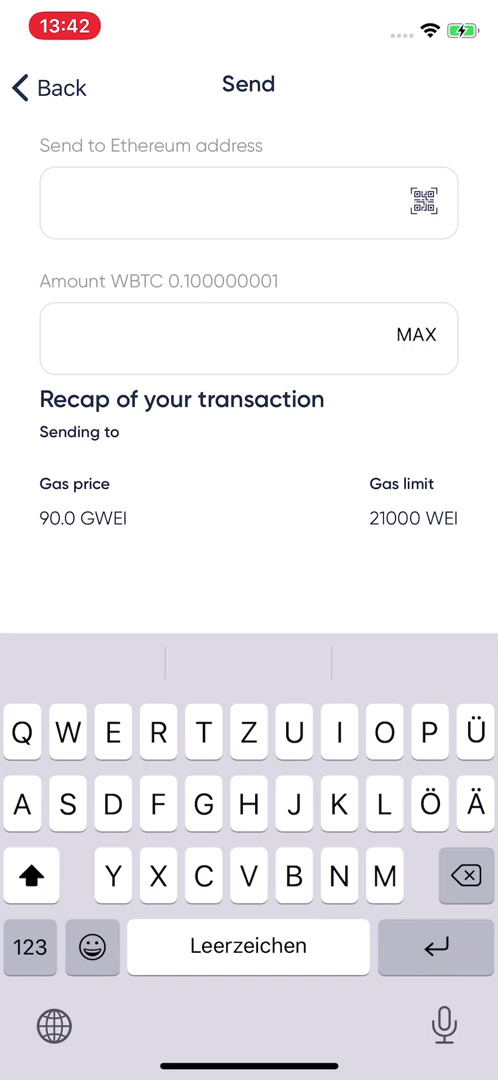 13:42
Back
Send
Send to Ethereum address
Amount WBTC 0.100000001
MAX
Recap of your transaction
Sending to
Gas price
Gas limit
90.0 GWEI
21000 WEI
Q W E R T Z U I O P Ü
A S D F G H J K L Ö Ä
Y X C V B N M
123
Leerzeichen